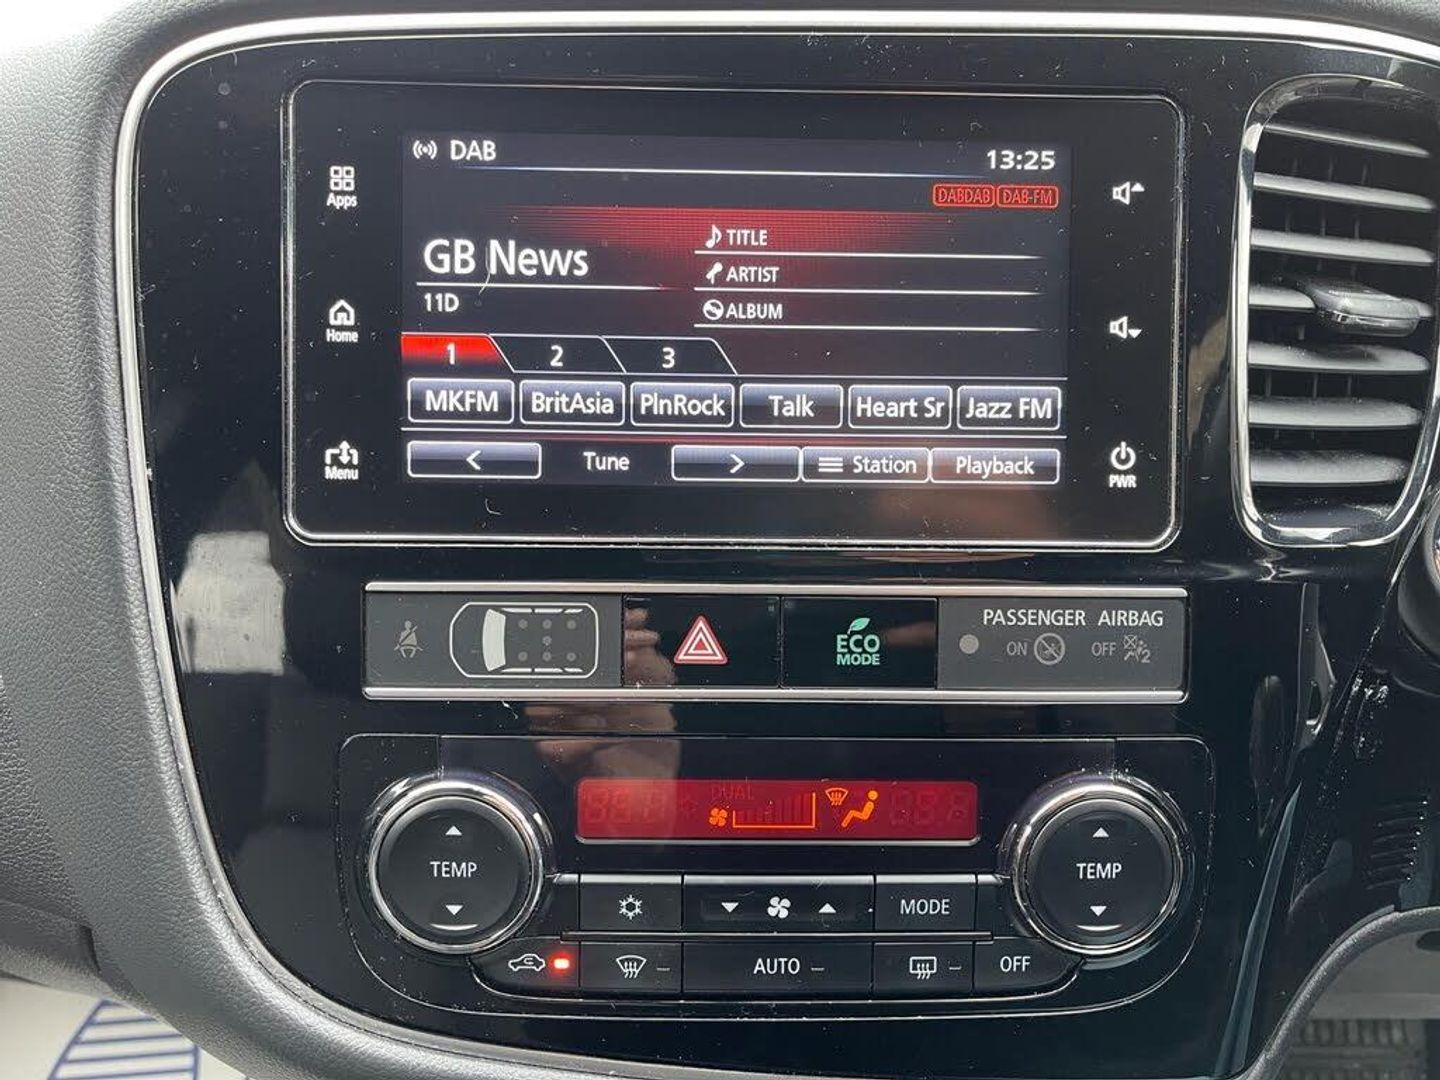 DAB
13:25
DABDAB DAB-FM
Apps
GB News
TITLE
ARTIST
11D
ALBUM
Home
1 2 3
MKFM BritAsia PlnRock Talk Heart Sr Jazz FM
Tune Station Playback
Menu
PWR
ECO
MODE
PASSENGER AIRBAG
ON OFF 2
DUAL
TEMP
TEMP
MODE
AUTO
OFF